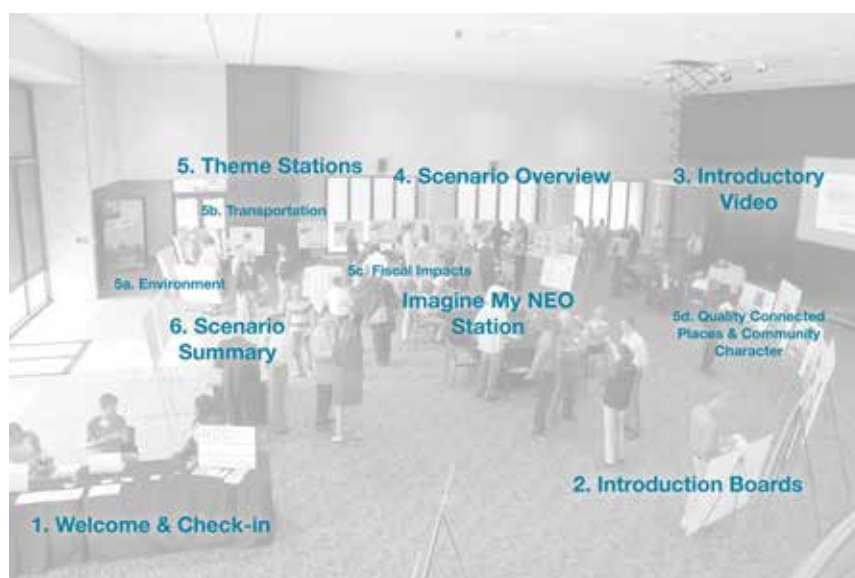 5. Theme Stations
4. Scenario Overview
3. Introductory
Video
5b. Transportation
5a. Environment
5c. Fiscal Impacts
Imagine My NEO
Station
5d. Quality Connected
Places & Community
Character
6. Scenario
Summary
2. Introduction Boards
1. Welcome & Check-in